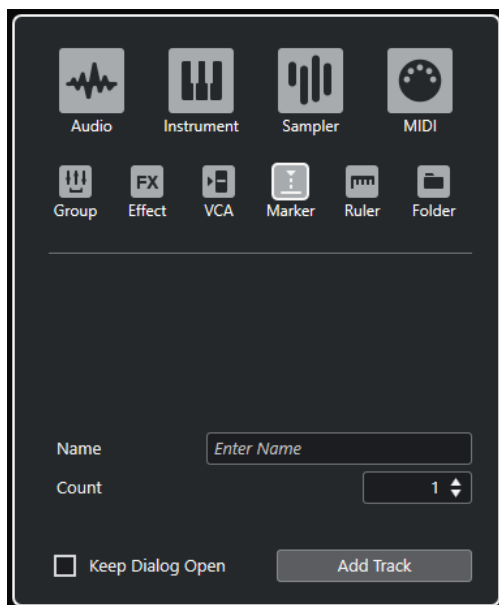 Audio Instrument Sampler MIDI
FX
Group Effect VCA Marker Ruler Folder
Name Enter Name
Count 1
Keep Dialog Open Add Track